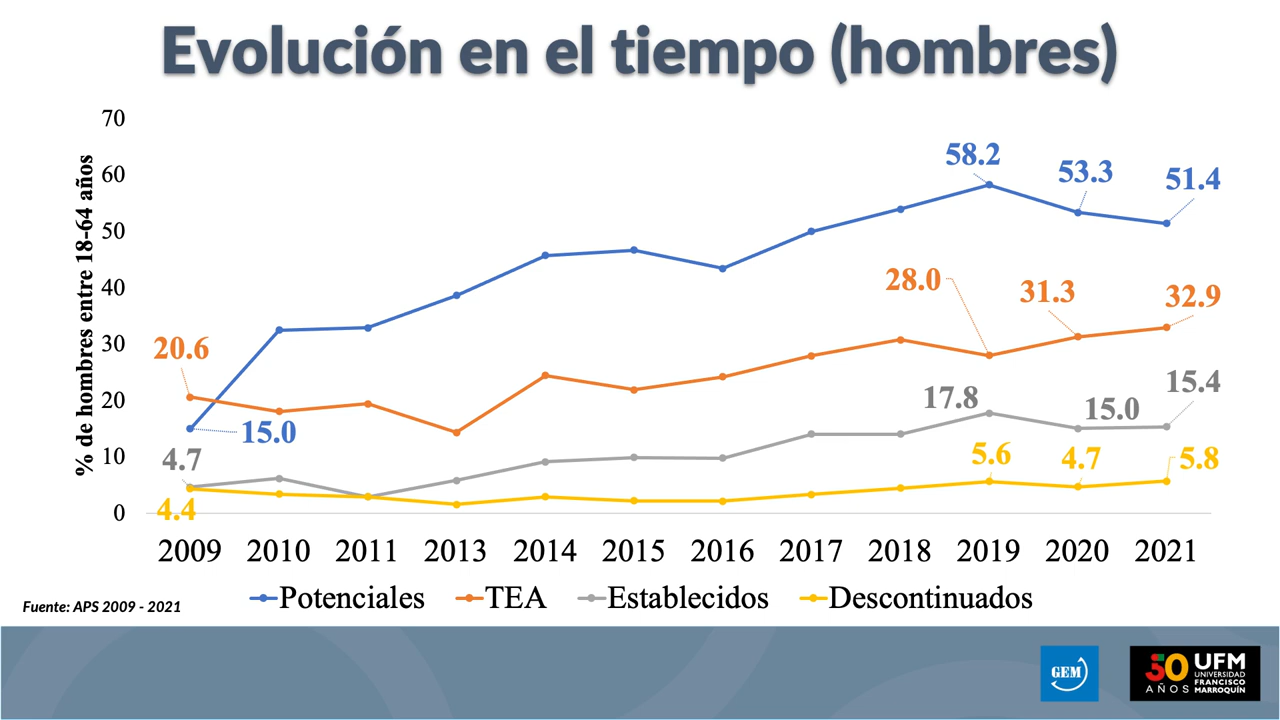 Evolución en el tiempo (hombres)
% de hombres entre 18-64 años
70
60
50
40
30
20
10
0
58.2
53.3
51.4
28.0
31.3
32.9
20.6
15.0
17.8
15.0
15.4
4.7
5.6
4.7
5.8
4.4
2009 2010 2011 2013 2014 2015 2016 2017 2018 2019 2020 2021
Potenciales TEA Establecidos Descontinuados
Fuente: APS 2009 - 2021
GEM
50 AÑOS
UFM
UNIVERSIDAD
FRANCISCO
MARROQUÍN